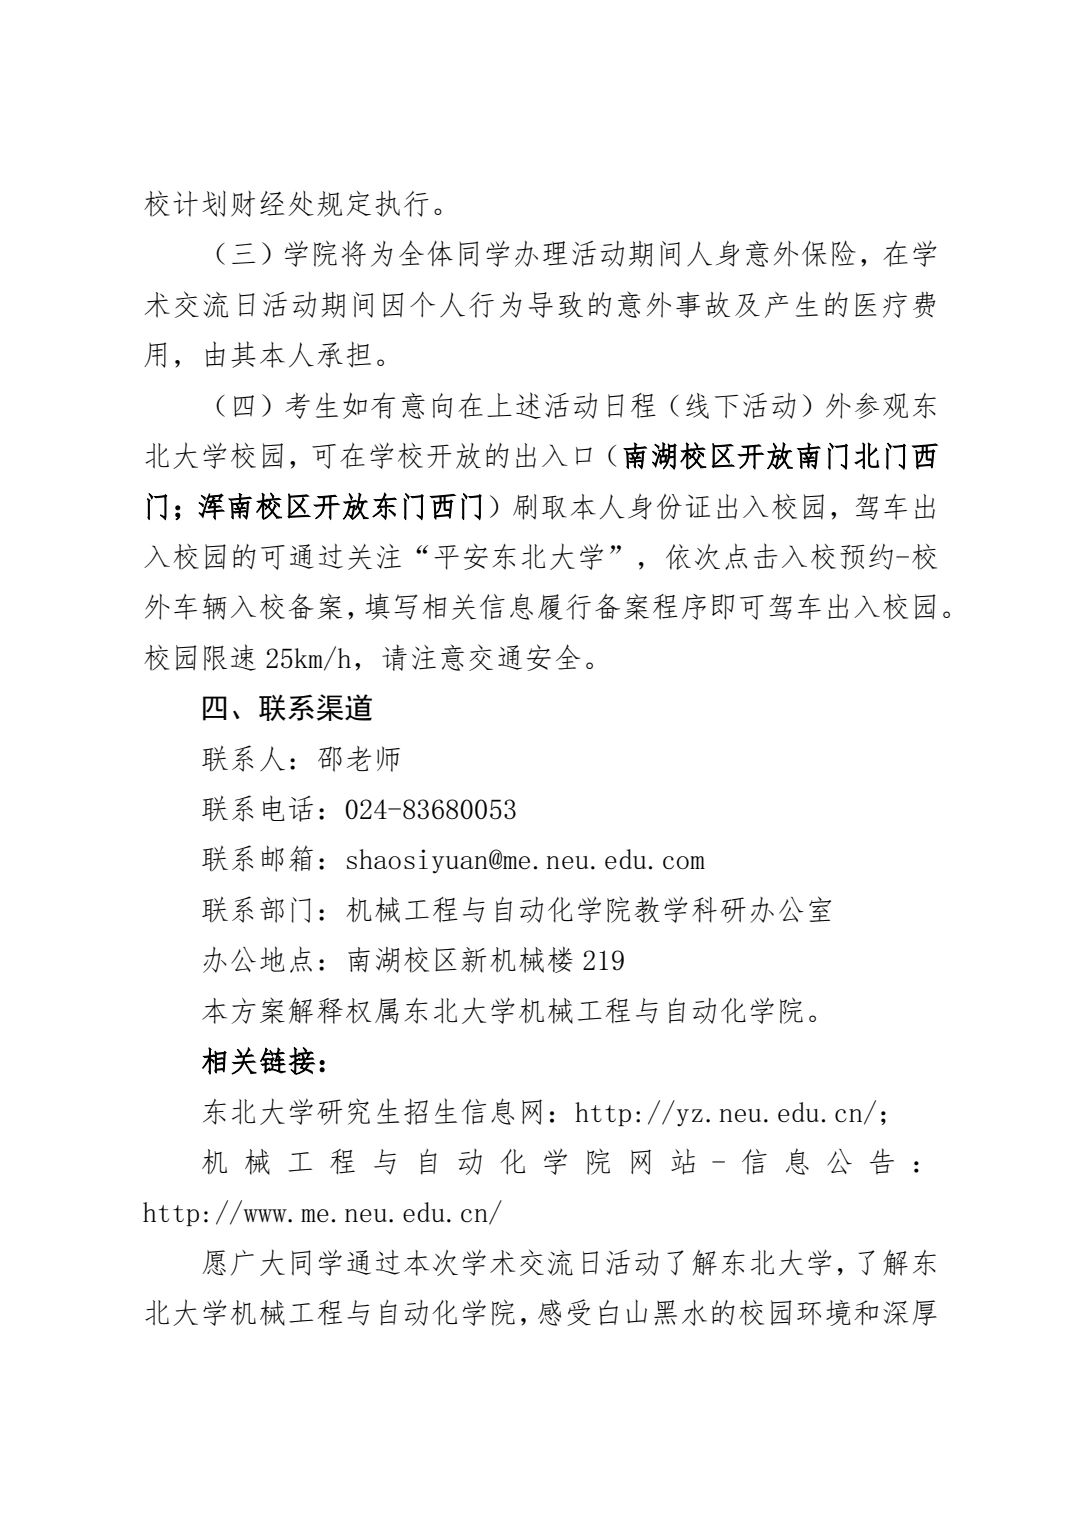 校计划财经处规定执行。
（三）学院将为全体同学办理活动期间人身意外保险，在学
术交流日活动期间因个人行为导致的意外事故及产生的医疗费
用，由其本人承担。
（四）考生如有意向在上述活动日程（线下活动）外参观东
北大学校园，可在学校开放的出入口（南湖校区开放南门北门西
门；浑南校区开放东门西门）刷取本人身份证出入校园，驾车出
入校园的可通过关注“平安东北大学”，依次点击入校预约-校
外车辆入校备案，填写相关信息履行备案程序即可驾车出入校园。
校园限速 25km/h，请注意交通安全。
四、联系渠道
联系人：邵老师
联系电话：024-83680053
联系邮箱：shaosiyuan@me.neu.edu.com
联系部门：机械工程与自动化学院教学科研办公室
办公地点：南湖校区新机械楼 219
本方案解释权属东北大学机械工程与自动化学院。
相关链接：
东北大学研究生招生信息网：http://yz.neu.edu.cn/;
机械工程与自动化学院网站-信息公告：
http://www.me.neu.edu.cn/
愿广大同学通过本次学术交流日活动了解东北大学，了解东
北大学机械工程与自动化学院，感受白山黑水的校园环境和深厚